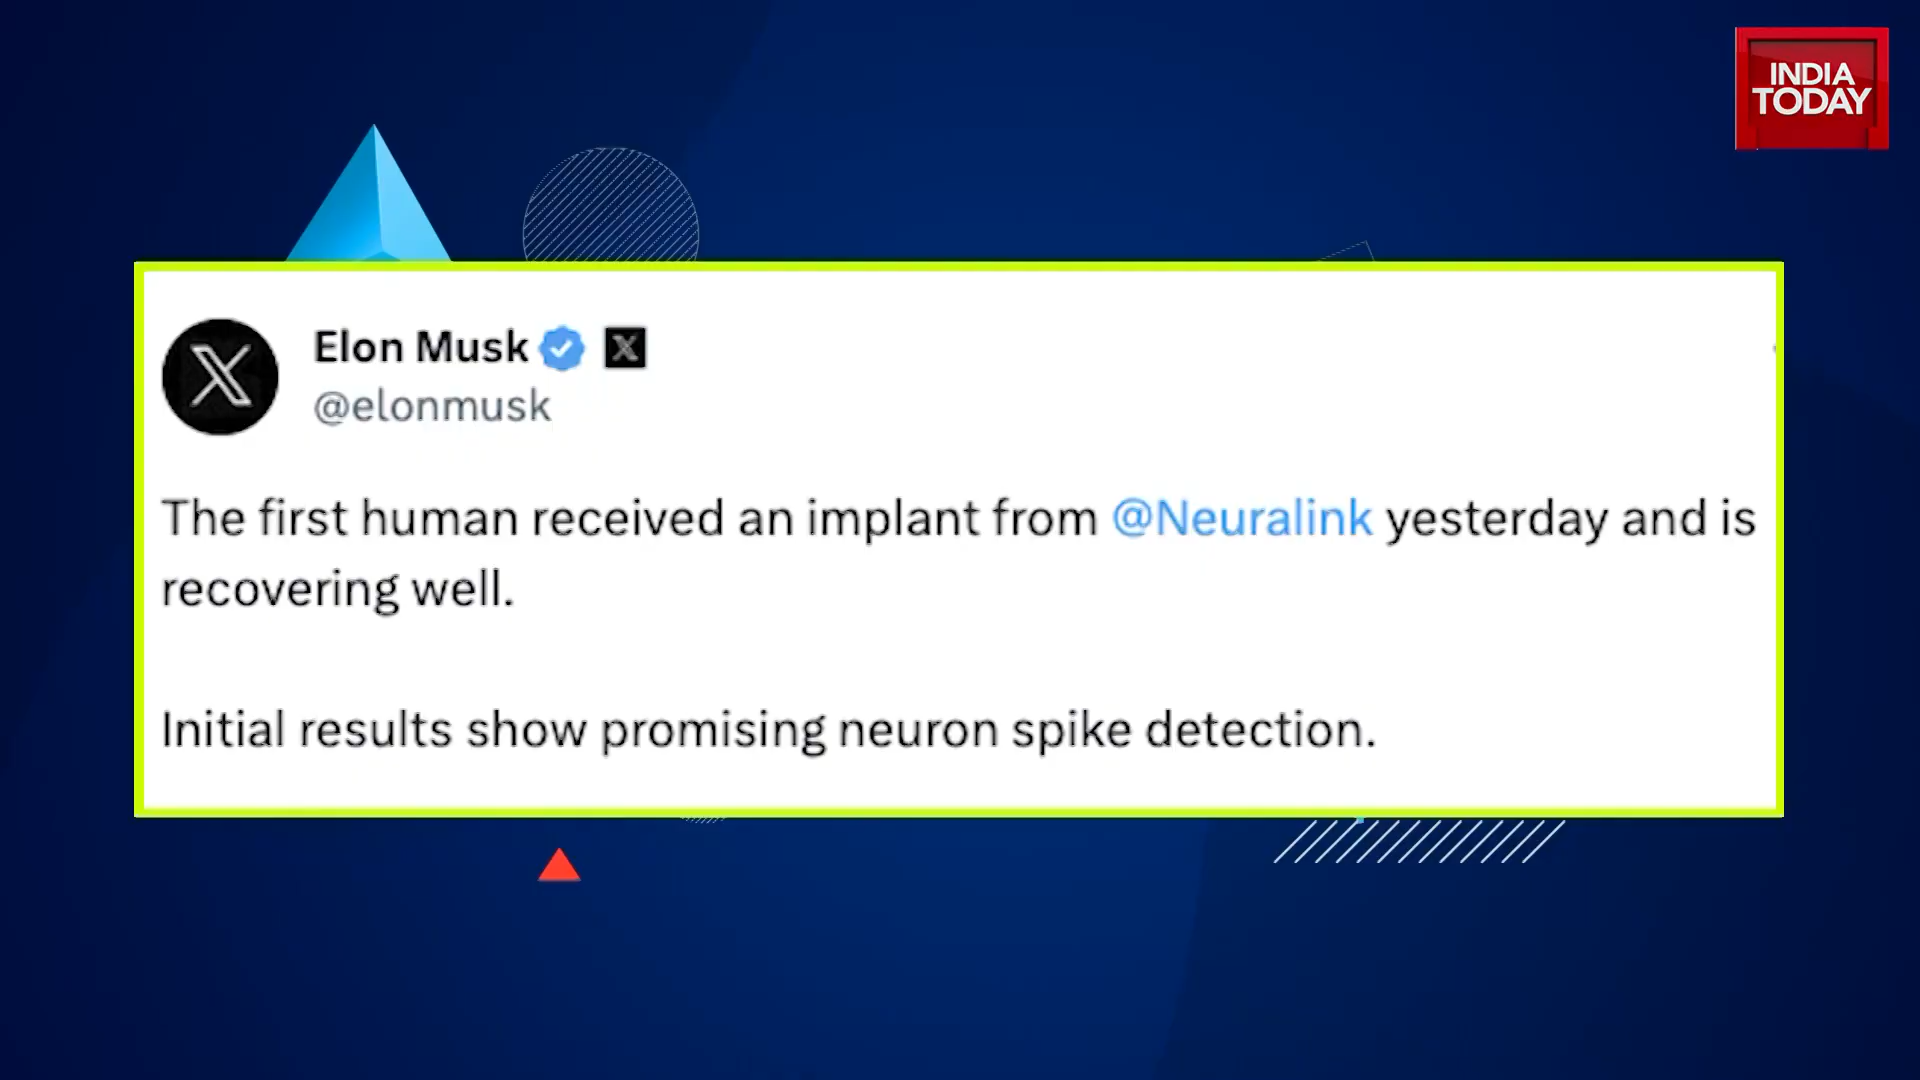 INDIA
TODAY
Elon Musk
@elonmusk
The first human received an implant from @Neuralink yesterday and is
recovering well.
Initial results show promising neuron spike detection.